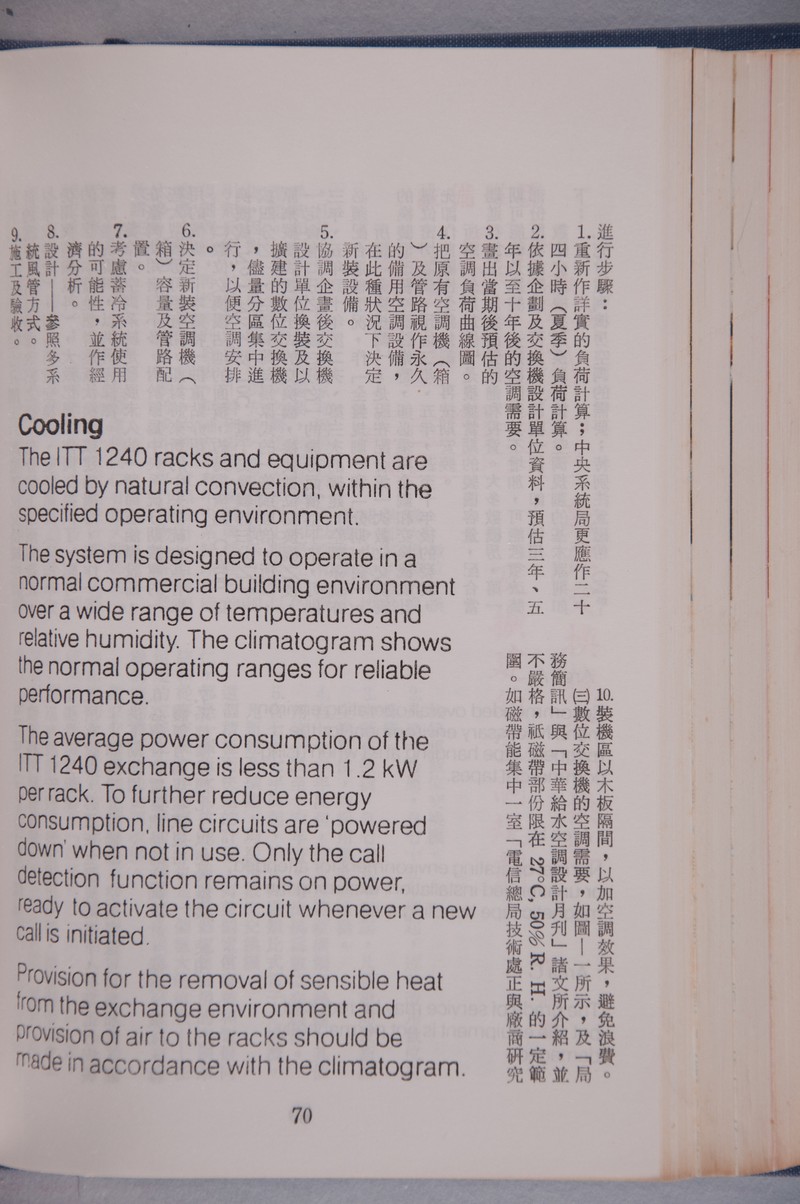 進行步驟：
1.重新作詳實的負荷計算；中央系統局更應作二十
四小時（夏季）負荷計算。
2.依據企劃及交換機設計單位資料，預估三年、五
年以至十年後的空調需要。
3.畫出當期後預估的
空調負荷曲線圖。
4.把原有空調機（箱
）及管路視作永久
的備用空調設備，
在此種狀況下決定
新裝設備。
5.協調企畫後交換機
設計單位換裝及以
擴建的數位交換機
，儘量分區集中進
行，以便空調安排
。
6.決定新裝空調機（
箱）容量及管路配
置。
7.考慮蓄冷系統使用
的可能性，並作經
濟分析。
8.設計——參照多系
統風管方式。
9.施工及驗收。
10.裝機區以木板隔間，以加空調效果，避免浪費。
㈢數位交換機的空調需要，如圖—一所示，及「局
務簡訊」與「中華給水空調設計月刊」諸文所介紹，並
不嚴格，祇磁帶部份限在 27°C, 50% R. H. 的一定範
圍。如磁帶能集中一室「電信總局技術處正與廠商研究
Cooling
The ITT 1240 racks and equipment are
cooled by natural convection, within the
specified operating environment.
The system is designed to operate in a
normal commercial building environment
over a wide range of temperatures and
relative humidity. The climatogram shows
the normal operating ranges for reliable
performance.
The average power consumption of the
ITT 1240 exchange is less than 1.2 kW
per rack. To further reduce energy
consumption, line circuits are 'powered
down' when not in use. Only the call
detection function remains on power,
ready to activate the circuit whenever a new
call is initiated.
Provision for the removal of sensible heat
from the exchange environment and
provision of air to the racks should be
made in accordance with the climatogram.
70